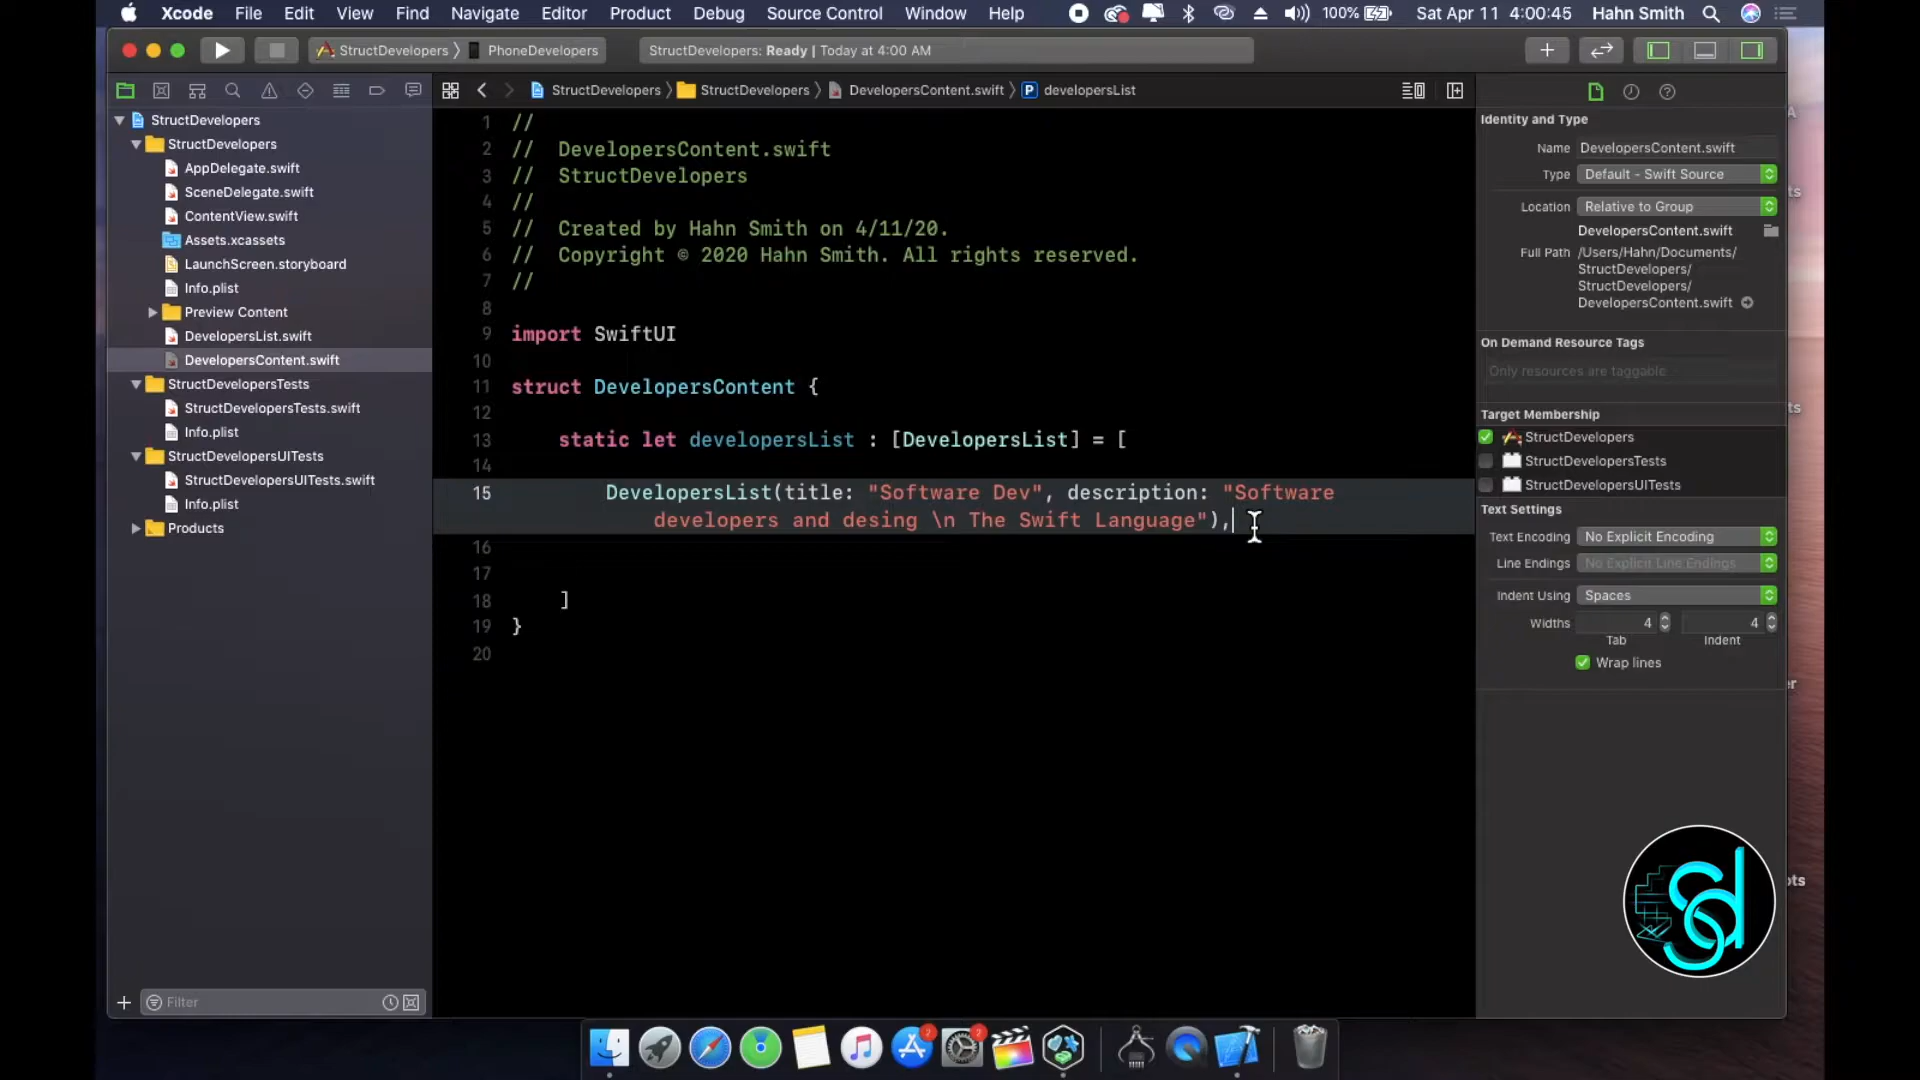 Xcode File Edit View Find Navigate Editor Product Debug Source Control Window Help 100% Sat Apr 11 4:00:45 Hahn Smith
StructDevelopers PhoneDevelopers StructDevelopers: Ready | Today at 4:00 AM
StructDevelopers StructDevelopers DevelopersContent.swift P developersList
StructDevelopers
StructDevelopers
AppDelegate.swift
SceneDelegate.swift
ContentView.swift
Assets.xcassets
LaunchScreen.storyboard
Info.plist
Preview Content
DevelopersList.swift
DevelopersContent.swift
StructDevelopersTests
StructDevelopersTests.swift
Info.plist
StructDevelopersUITests
StructDevelopersUITests.swift
Info.plist
Products
Filter
1 //
2 // DevelopersContent.swift
3 // StructDevelopers
4 //
5 // Created by Hahn Smith on 4/11/20.
6 // Copyright © 2020 Hahn Smith. All rights reserved.
7 //
8
9 import SwiftUI
10
11 struct DevelopersContent {
12
13 static let developersList : [DevelopersList] = [
14
15 DevelopersList(title: "Software Dev", description: "Software
developers and desing \n The Swift Language"),
16
17
18 ]
19 }
20
Identity and Type
Name DevelopersContent.swift
Type Default - Swift Source
Location Relative to Group
DevelopersContent.swift
Full Path /Users/Hahn/Documents/
StructDevelopers/
StructDevelopers/
DevelopersContent.swift
On Demand Resource Tags
Only resources are taggable
Target Membership
StructDevelopers
StructDevelopersTests
StructDevelopersUITests
Text Settings
Text Encoding No Explicit Encoding
Line Endings No Explicit Line Endings
Indent Using Spaces
Widths 4 4
Tab Indent
Wrap lines
sd
2 2